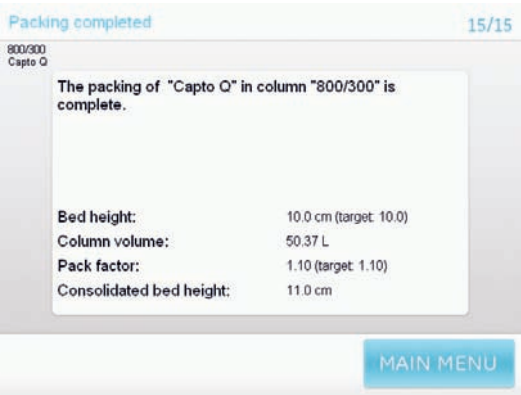 Packing completed 15/15
800/300
Capto Q
The packing of "Capto Q" in column "800/300" is
complete.
Bed height: 10.0 cm (target: 10.0)
Column volume: 50.37 L
Pack factor: 1.10 (target: 1.10)
Consolidated bed height: 11.0 cm
MAIN MENU